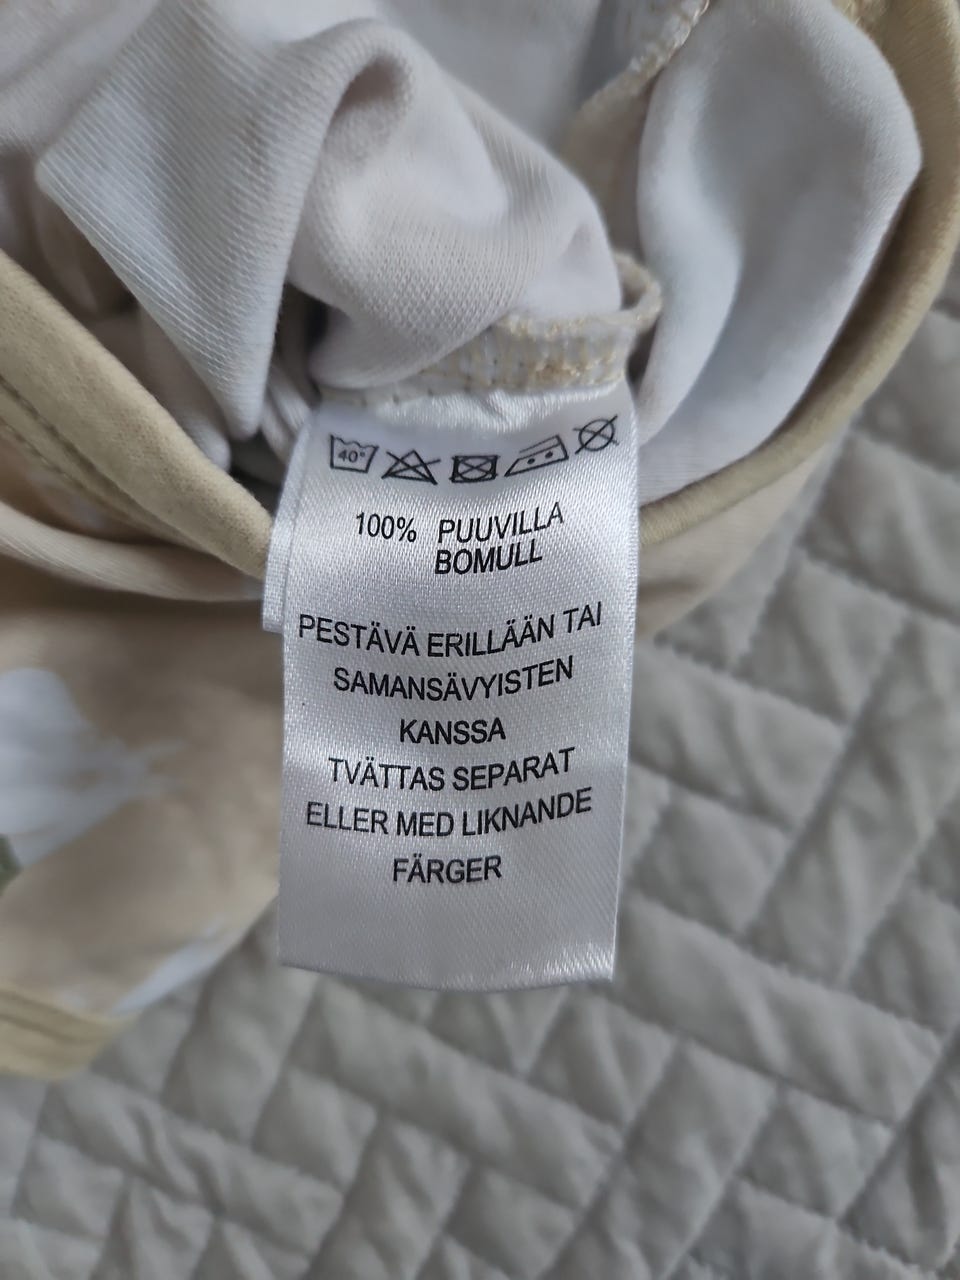 40°
100% PUUVILLA
BOMULL
PESTÄVÄ ERILLÄÄN TAI
SAMANSÄVYISTEN
KANSSA
TVÄTTAS SEPARAT
ELLER MED LIKNANDE
FÄRGER